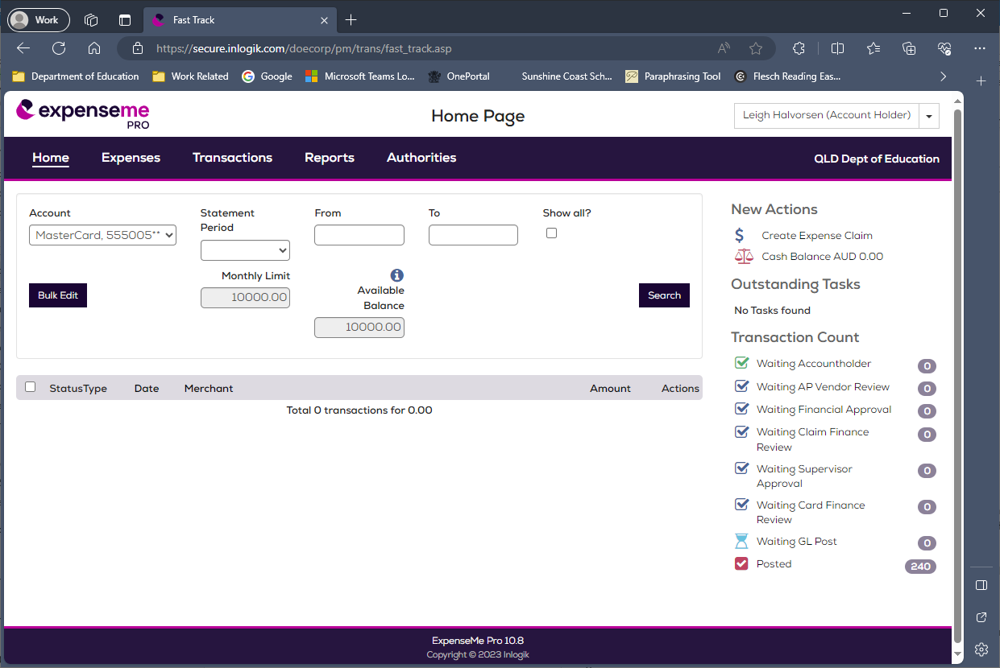 Work
Fast Track
https://secure.inlogik.com/doecorp/pm/trans/fast_track.asp
Department of Education
Work Related
Google
Microsoft Teams Lo...
OnePortal
Sunshine Coast Sch...
Paraphrasing Tool
Flesch Reading Eas...
expenseme
PRO
Home Page
Leigh Halvorsen (Account Holder)
Home
Expenses
Transactions
Reports
Authorities
QLD Dept of Education
Account
MasterCard, 555005**
Statement
Period
From
To
Show all?
Monthly Limit
10000.00
Available
Balance
10000.00
Bulk Edit
Search
StatusType
Date
Merchant
Amount
Actions
Total 0 transactions for 0.00
New Actions
Create Expense Claim
Cash Balance AUD 0.00
Outstanding Tasks
No Tasks found
Transaction Count
Waiting Accountholder 0
Waiting AP Vendor Review 0
Waiting Financial Approval 0
Waiting Claim Finance 0
Review
Waiting Supervisor 0
Approval
Waiting Card Finance 0
Review
Waiting GL Post 0
Posted 240
ExpenseMe Pro 10.8
Copyright © 2023 Inlogik